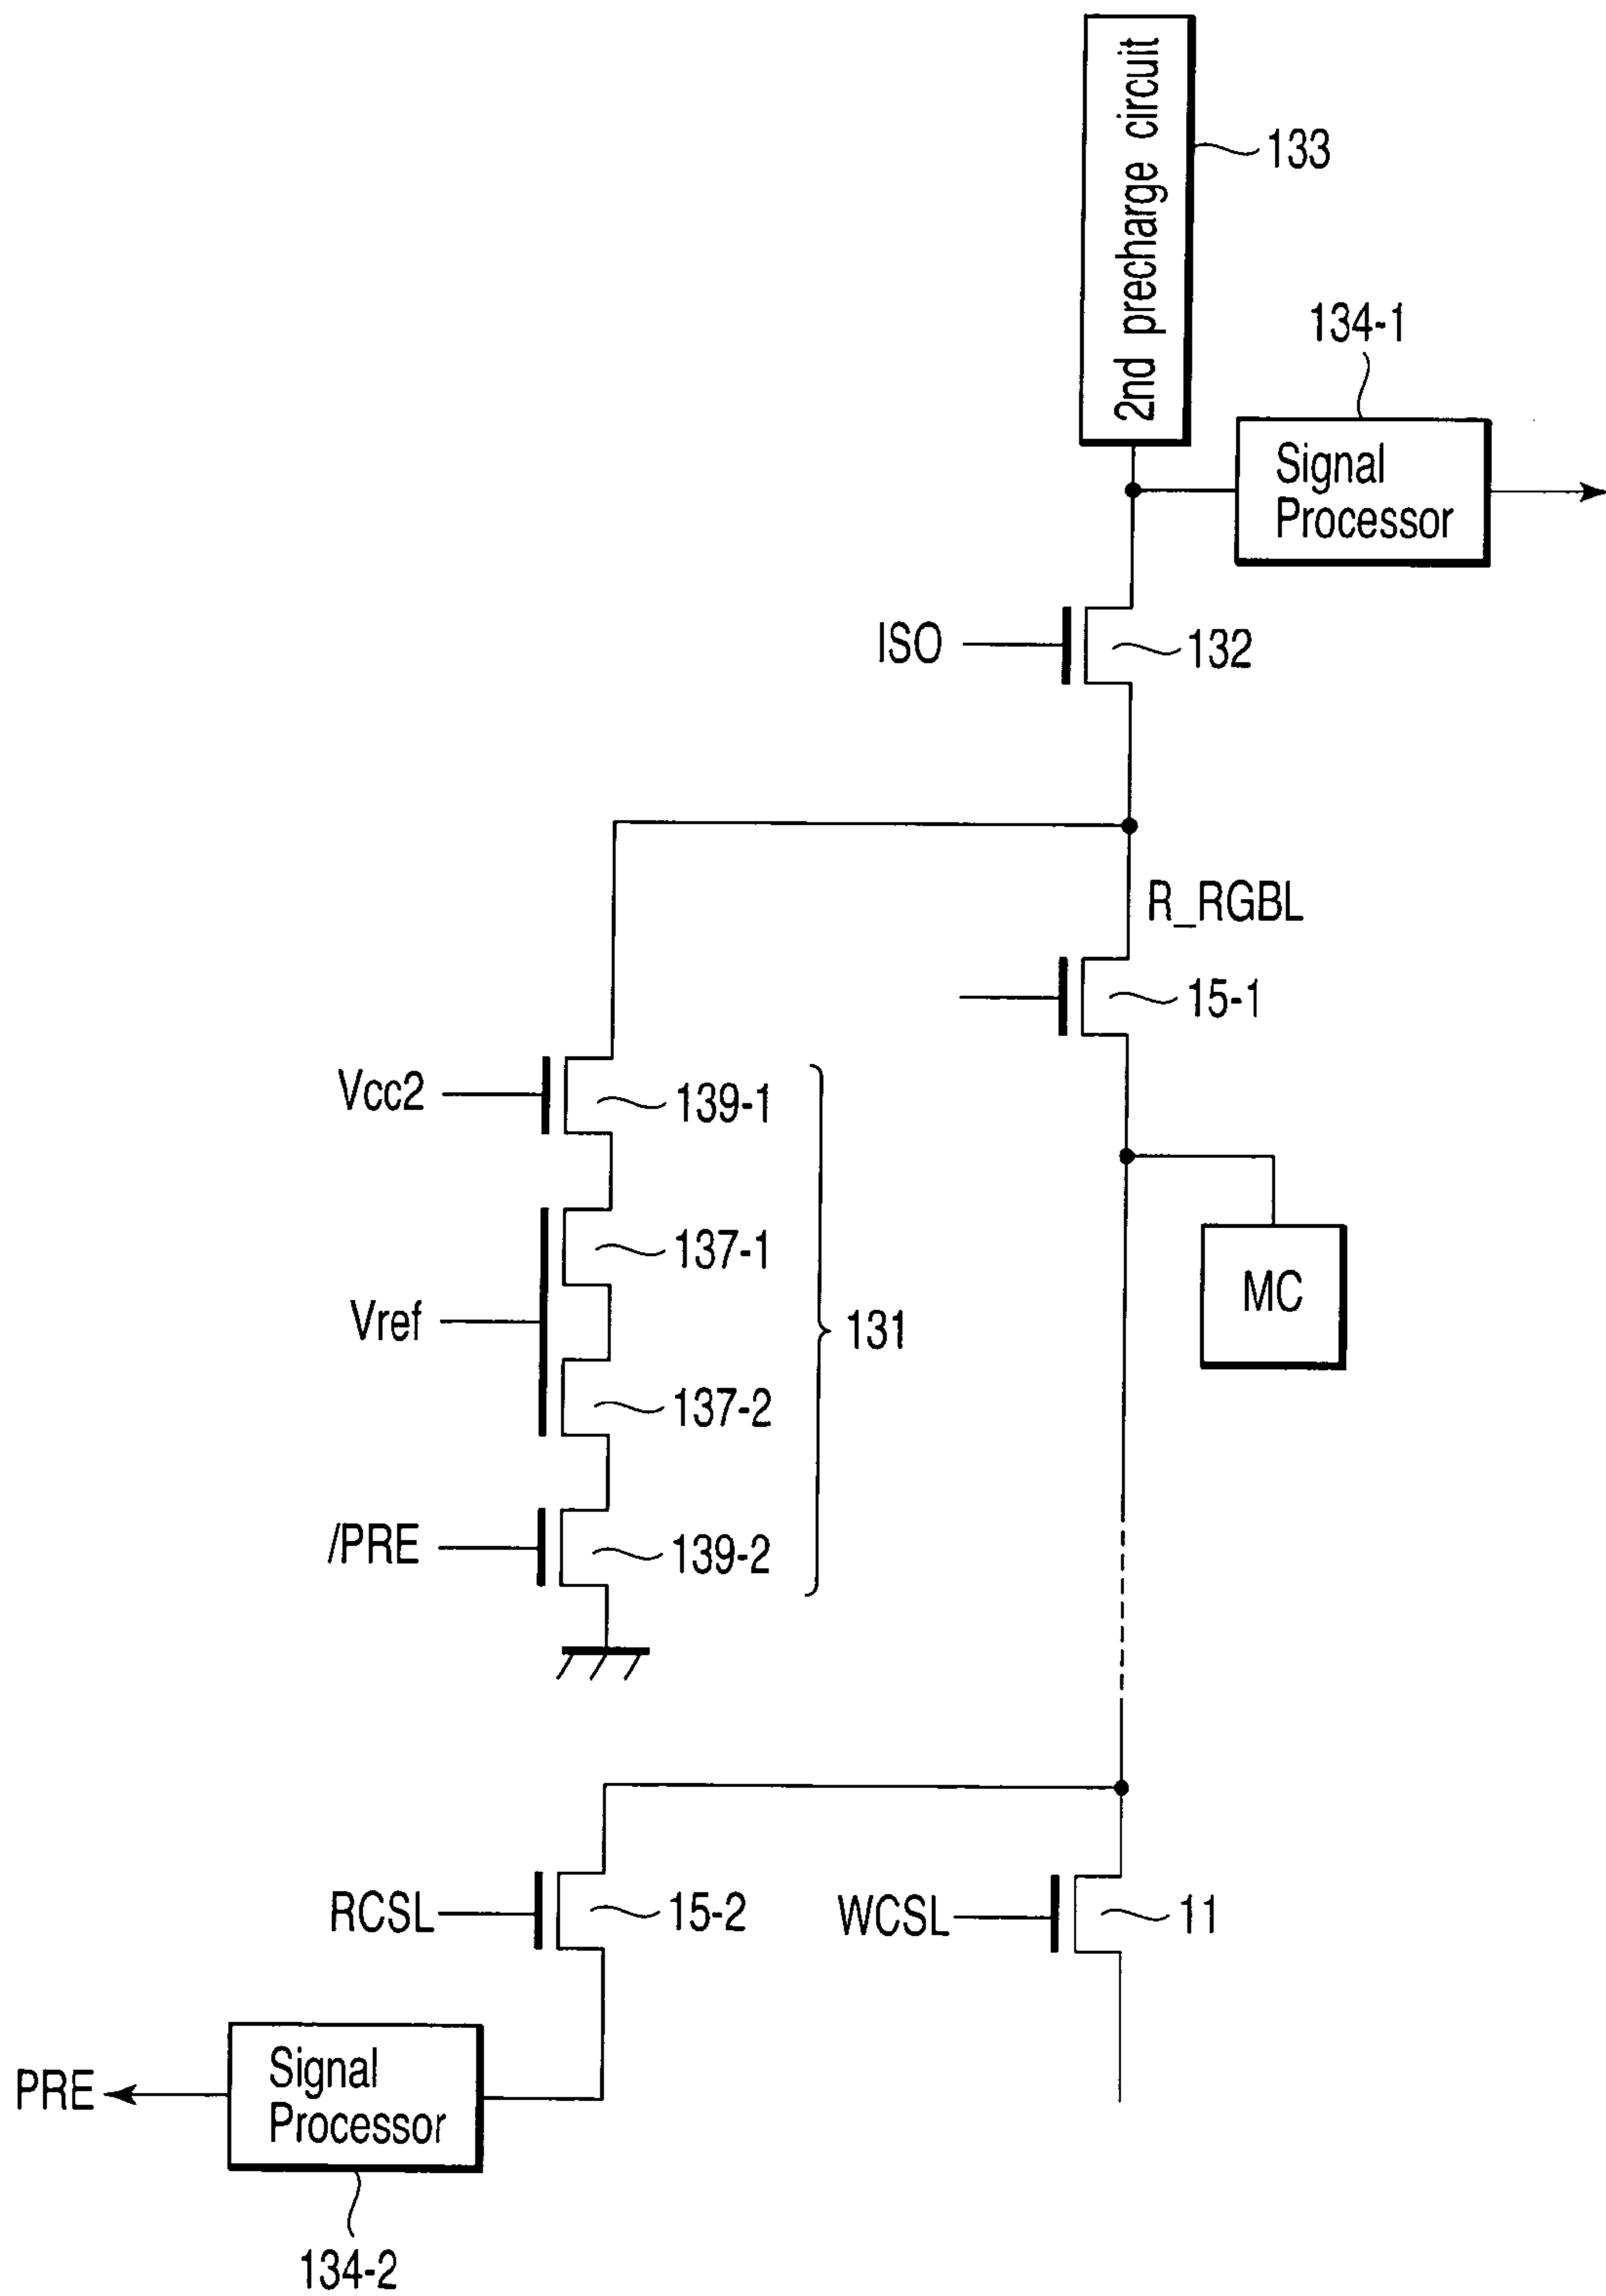 2nd precharge circuit
133
134-1
Signal
Processor
ISO
132
R_RGBL
15-1
Vcc2
139-1
137-1
MC
Vref
131
137-2
/PRE
139-2
RCSL
15-2
WCSL
11
PRE
Signal
Processor
134-2